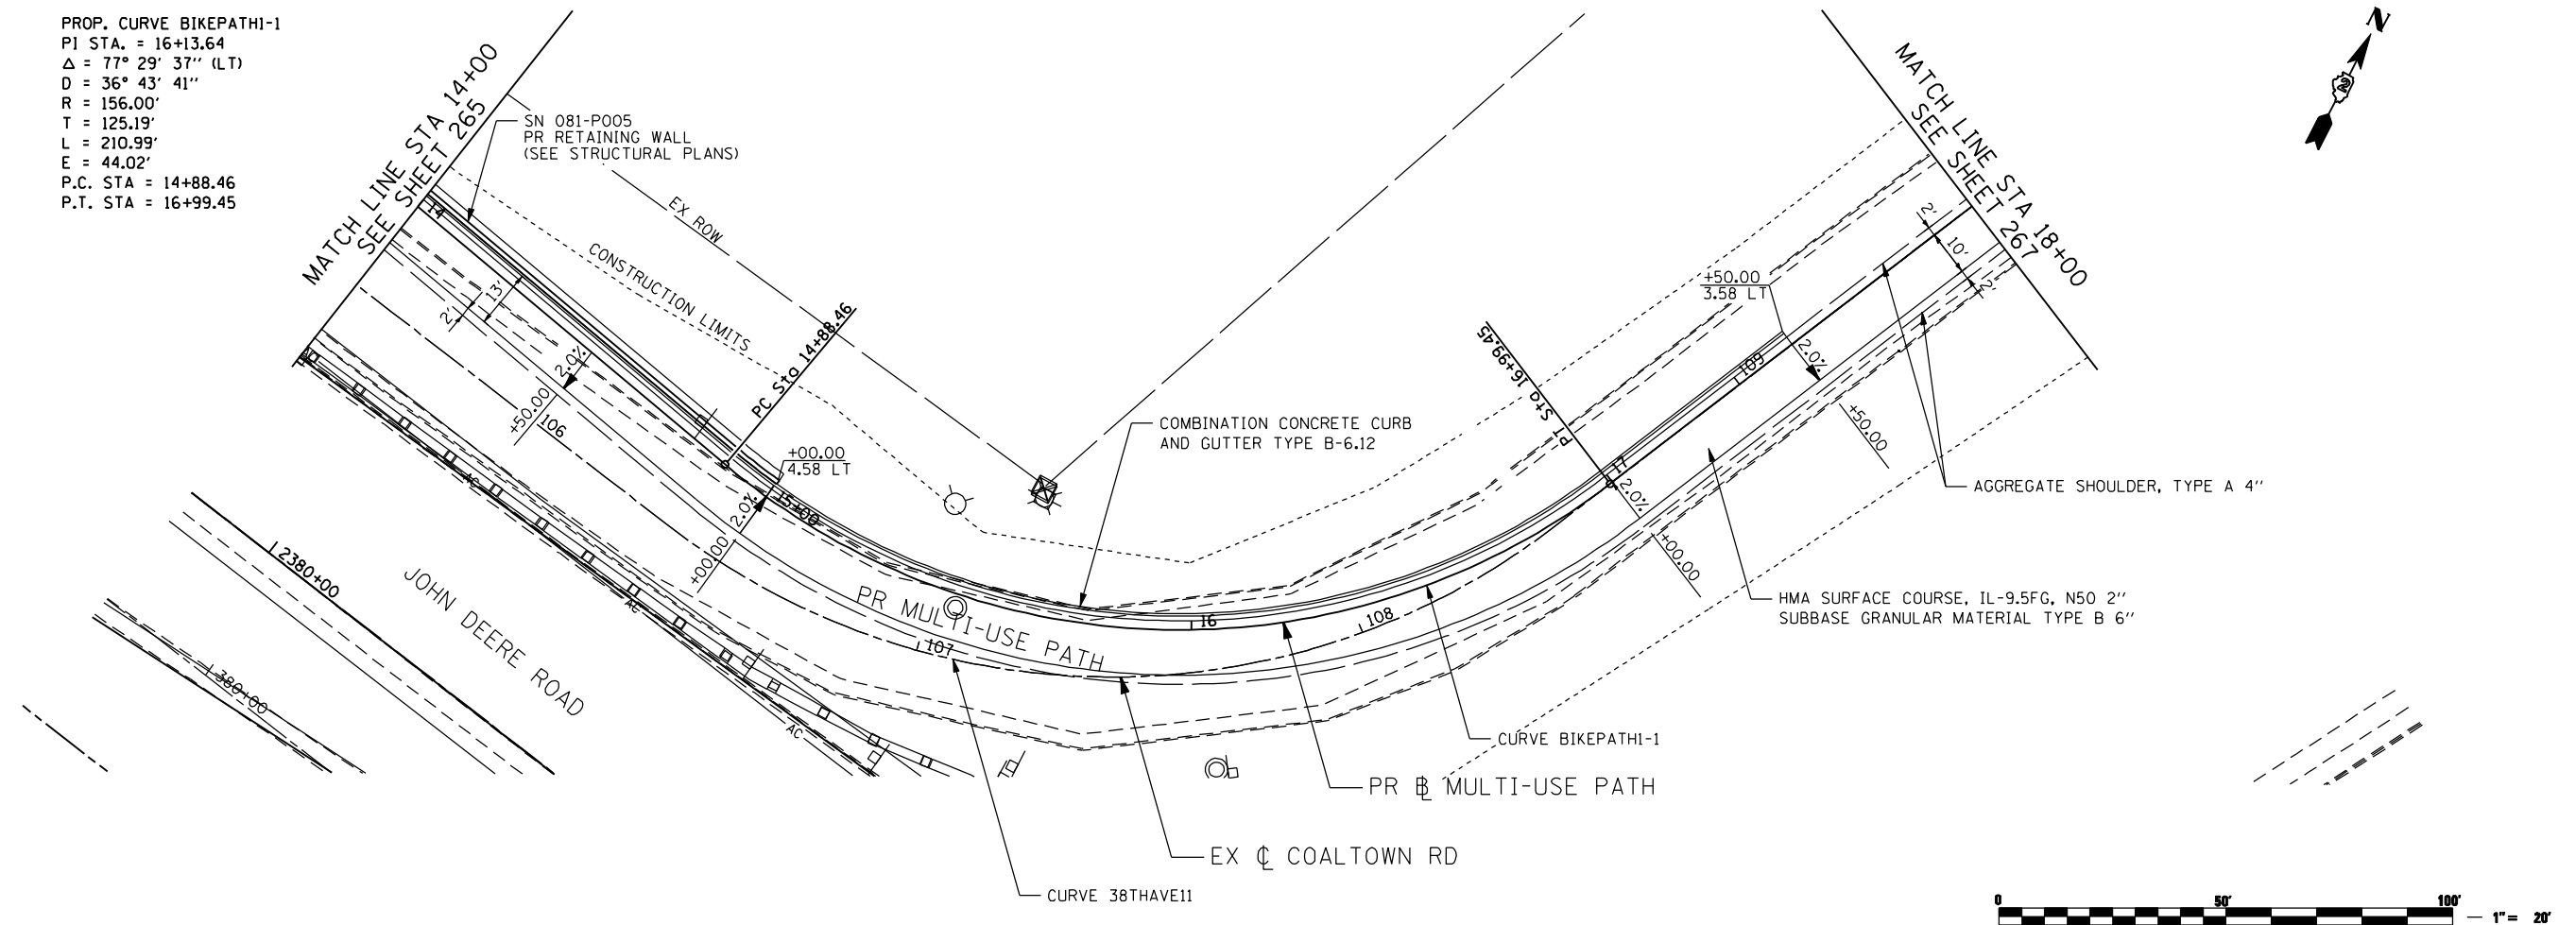 PROP. CURVE BIKEPATH1-1
PI STA. = 16+13.64
Δ = 77° 29' 37'' (LT)
D = 36° 43' 41''
R = 156.00'
T = 125.19'
L = 210.99'
E = 44.02'
P.C. STA = 14+88.46
P.T. STA = 16+99.45
MATCH LINE STA 14+00
SEE SHEET 265
SN 081-P005
PR RETAINING WALL
(SEE STRUCTURAL PLANS)
EX ROW
CONSTRUCTION LIMITS
14
13'
2'
2.0%
+50.00
106
PC Sta 14+88.46
+00.00
4.58 LT
2.0%
+00.00
15+00
COMBINATION CONCRETE CURB
AND GUTTER TYPE B-6.12
PT Sta 16+99.45
17
2.0%
+00.00
+50.00
3.58 LT
109
2.0%
+50.00
MATCH LINE STA 18+00
SEE SHEET 267
2'
10'
2'
N
2
AGGREGATE SHOULDER, TYPE A 4''
HMA SURFACE COURSE, IL-9.5FG, N50 2''
SUBBASE GRANULAR MATERIAL TYPE B 6''
PR MULTI-USE PATH
16
107
108
AC
AC
AC
2380+00
JOHN DEERE ROAD
380+00
CURVE BIKEPATH1-1
PR BL MULTI-USE PATH
EX CL COALTOWN RD
CURVE 38THAVE11
0 50' 100'
1"= 20'